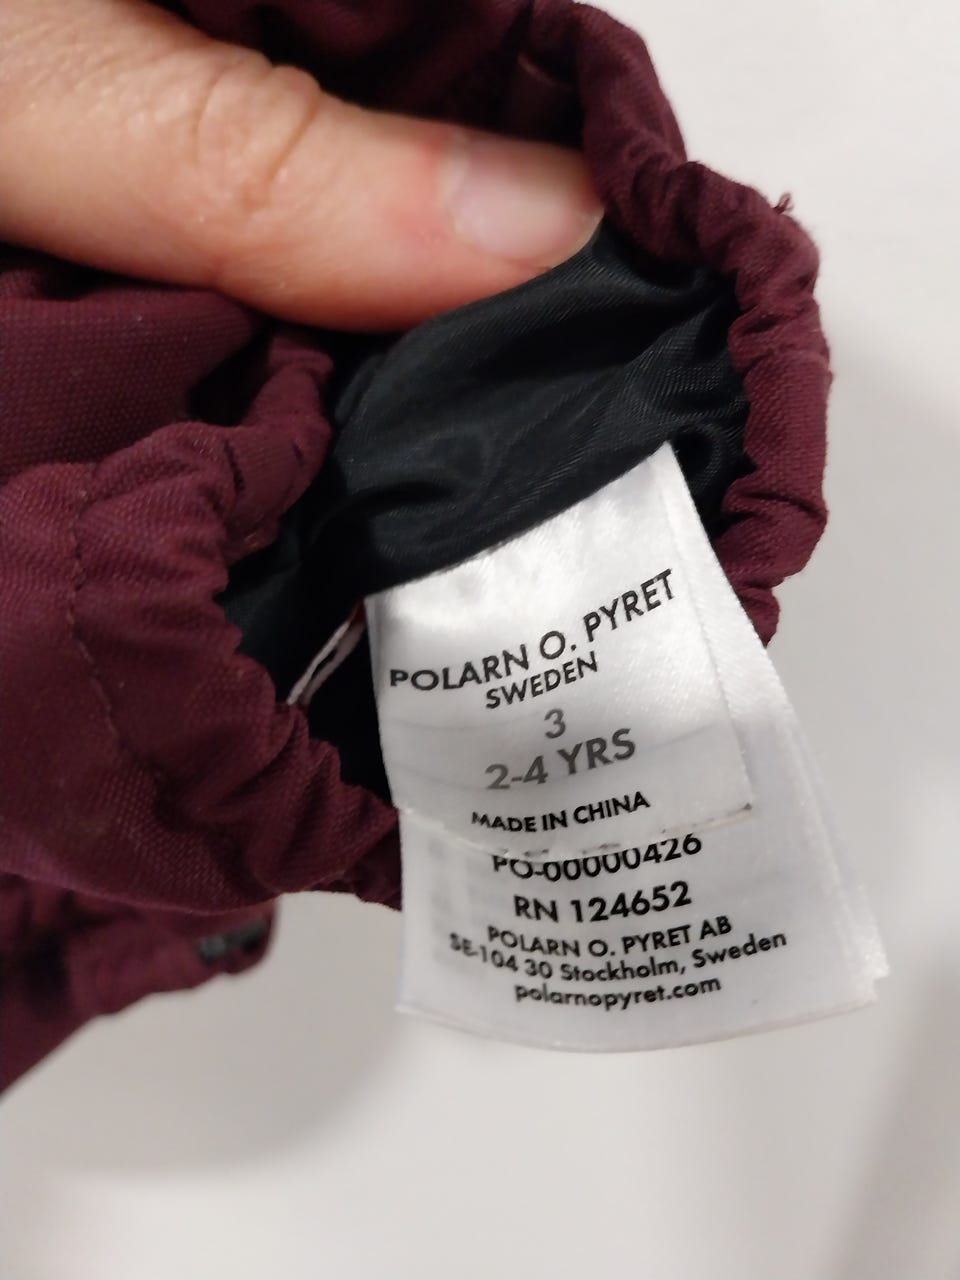 POLARN O. PYRET
SWEDEN
3
2-4 YRS
MADE IN CHINA
PO-00000426
RN 124652
POLARN O. PYRET AB
SE-104 30 Stockholm, Sweden
polarnopyret.com